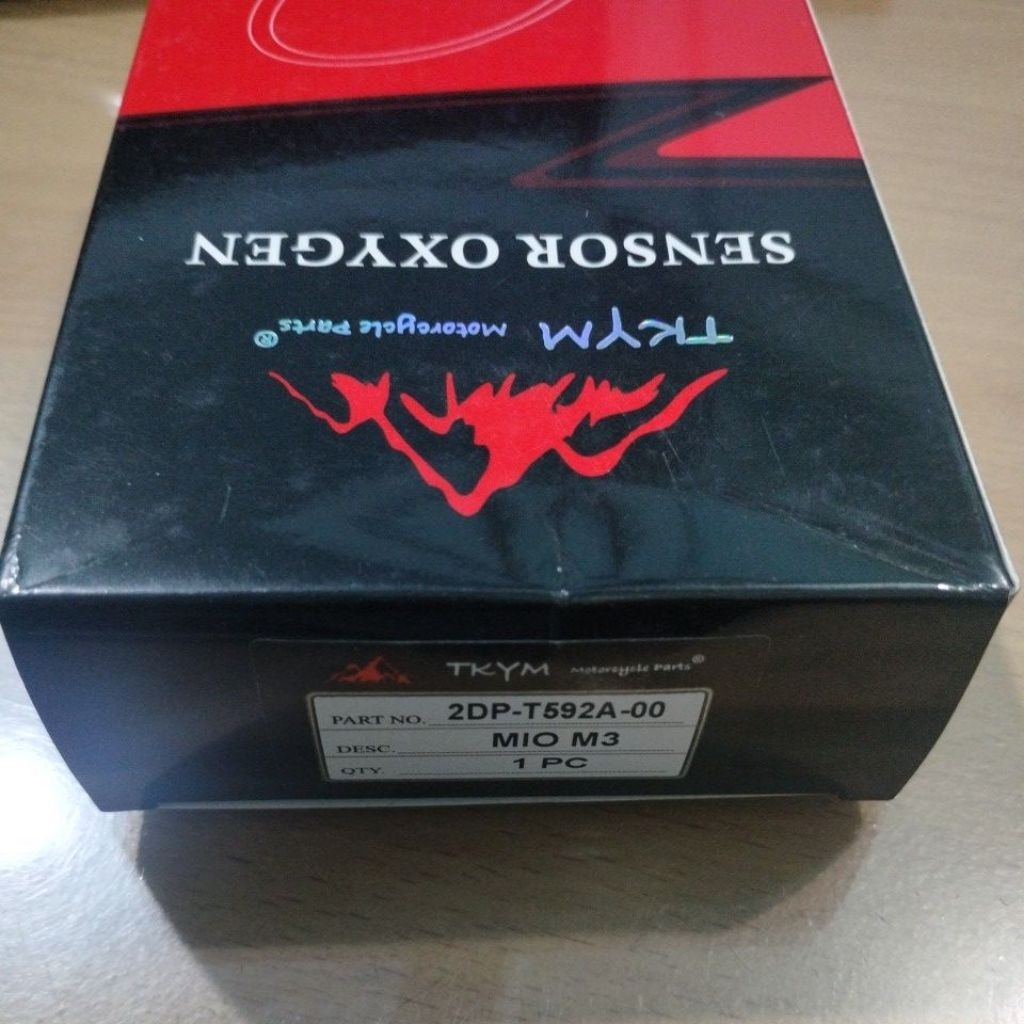 SENSOR OXYGEN
TKYM Motorcycle Parts®
TKYM Motorcycle Parts®
PART NO. 2DP-T592A-00
DESC. MIO M3
QTY. 1 PC